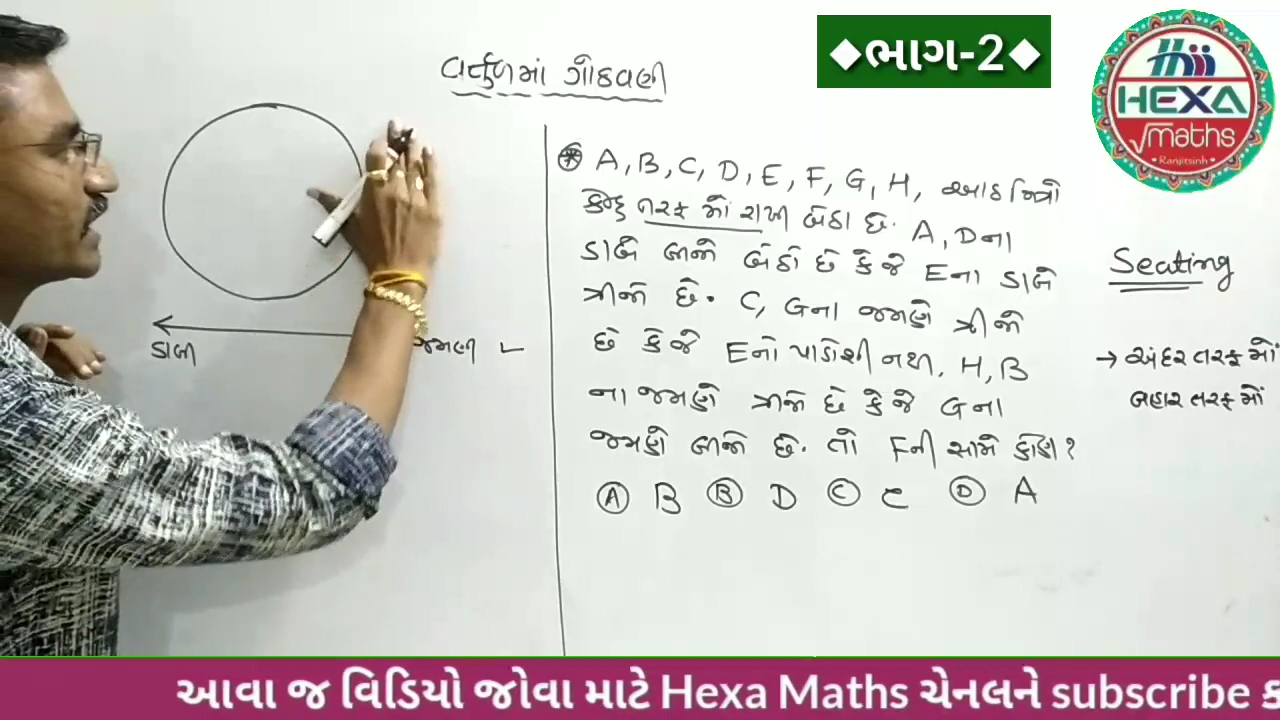 ◆ભાગ-2◆
HEXA
maths
Ranjitsinh
વર્તુળમાં ગોઠવણી
A, B, C, D, E, F, G, H, આઠ મિત્રો
કેન્દ્ર તરફ મોં રાખી બેઠા છે. A, Dના
ડાબે બીજો બેઠો છે કે જે Eના ડાબે
ત્રીજો છે. C, Gના જમણે ત્રીજો
છે કે જે Eનો પાડોશી નથી, H, B
ના જમણે ત્રીજો છે કે જે Gના
જમણે બીજો છે. તો Fની સામે કોણ?
Ⓐ B Ⓑ D Ⓒ C Ⓓ A
Seating
→ અંદર તરફ મોં
બહાર તરફ મોં
ડાબી
જમણી
આવા જ વિડિયો જોવા માટે Hexa Maths ચેનલને subscribe ક